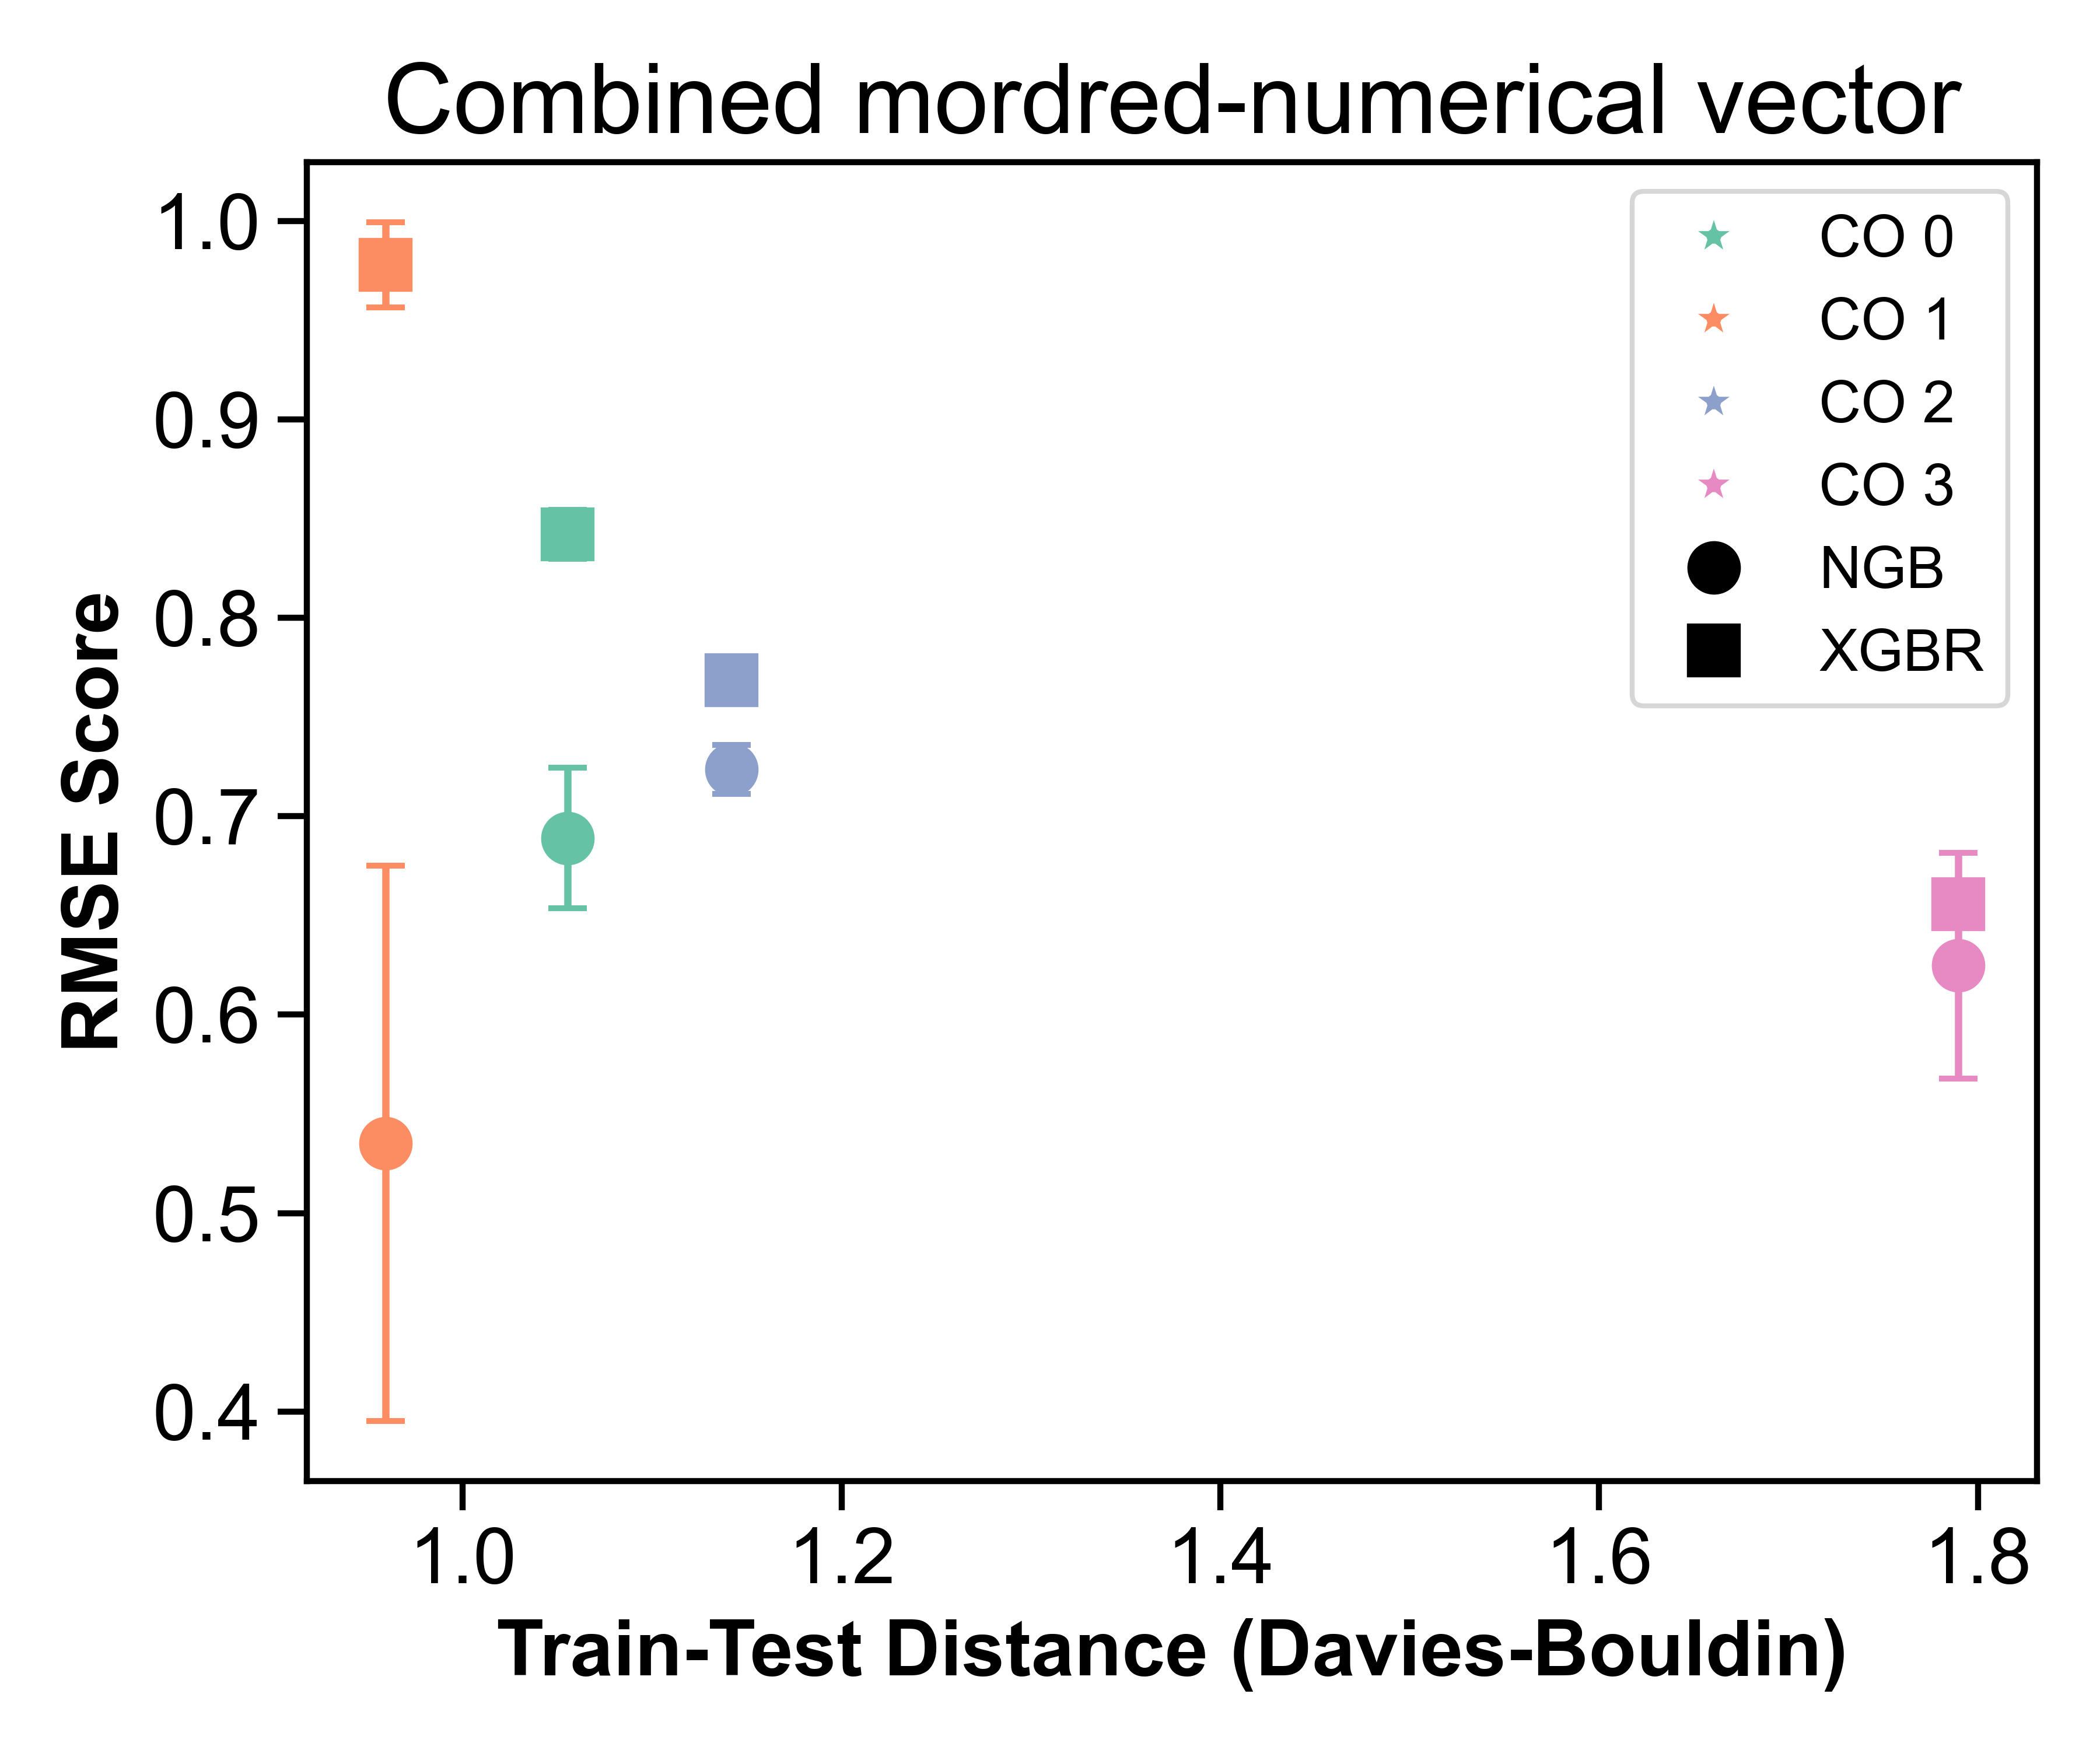 Combined mordred-numerical vector
RMSE Score
1.0
0.9
0.8
0.7
0.6
0.5
0.4
CO 0
CO 1
CO 2
CO 3
NGB
XGBR
1.0 1.2 1.4 1.6 1.8
Train-Test Distance (Davies-Bouldin)